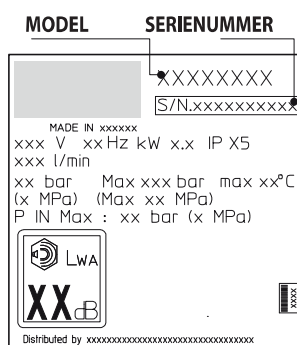 MODEL SERIENUMMER
XXXXXXXX
S/N.xxxxxxxxxx
MADE IN xxxxxx
xxx V xx Hz kW x.x IP X5
xxx l/min
xx bar Max xxx bar max xx°C
(x MPa) (Max xx MPa)
P IN Max : xx bar (x MPa)
LWA
XX dB
xxxx
Distributed by xxxxxxxxxxxxxxxxxxxxxxxxxxxxxxxxx